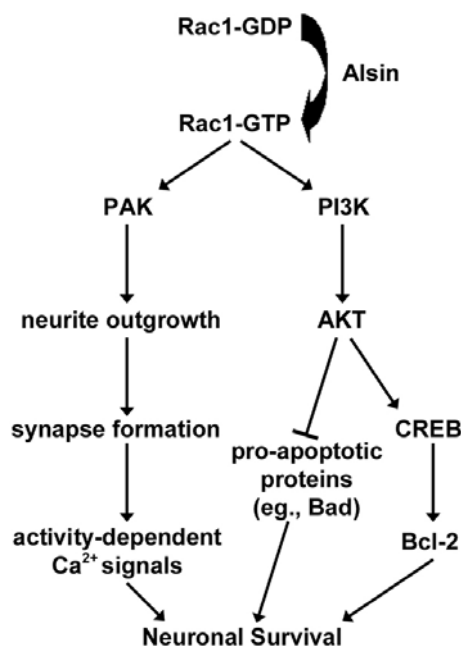 Rac1-GDP
Alsin
Rac1-GTP
PAK
PI3K
neurite outgrowth
AKT
synapse formation
pro-apoptotic
proteins
(eg., Bad)
CREB
activity-dependent
Ca²⁺ signals
Bcl-2
Neuronal Survival